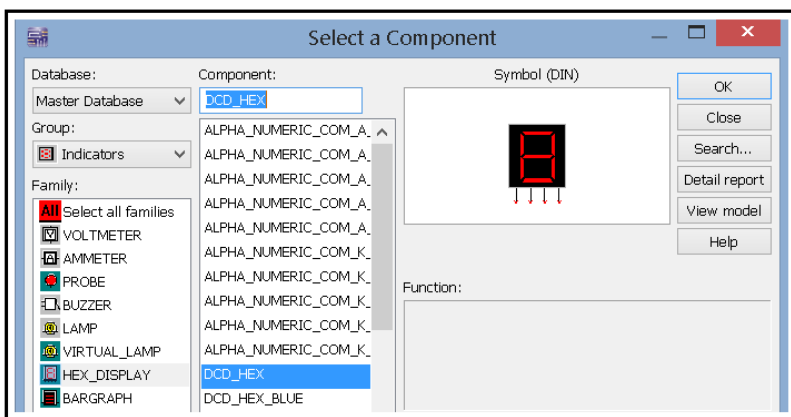 Select a Component
Database:
Master Database
Group:
Indicators
Family:
All Select all families
VOLTMETER
AMMETER
PROBE
BUZZER
LAMP
VIRTUAL_LAMP
HEX_DISPLAY
BARGRAPH
Component:
DCD_HEX
ALPHA_NUMERIC_COM_A_
ALPHA_NUMERIC_COM_A_
ALPHA_NUMERIC_COM_A_
ALPHA_NUMERIC_COM_A_
ALPHA_NUMERIC_COM_A_
ALPHA_NUMERIC_COM_K_
ALPHA_NUMERIC_COM_K_
ALPHA_NUMERIC_COM_K_
ALPHA_NUMERIC_COM_K_
ALPHA_NUMERIC_COM_K_
DCD_HEX
DCD_HEX_BLUE
Symbol (DIN)
8
Function:
OK
Close
Search...
Detail report
View model
Help